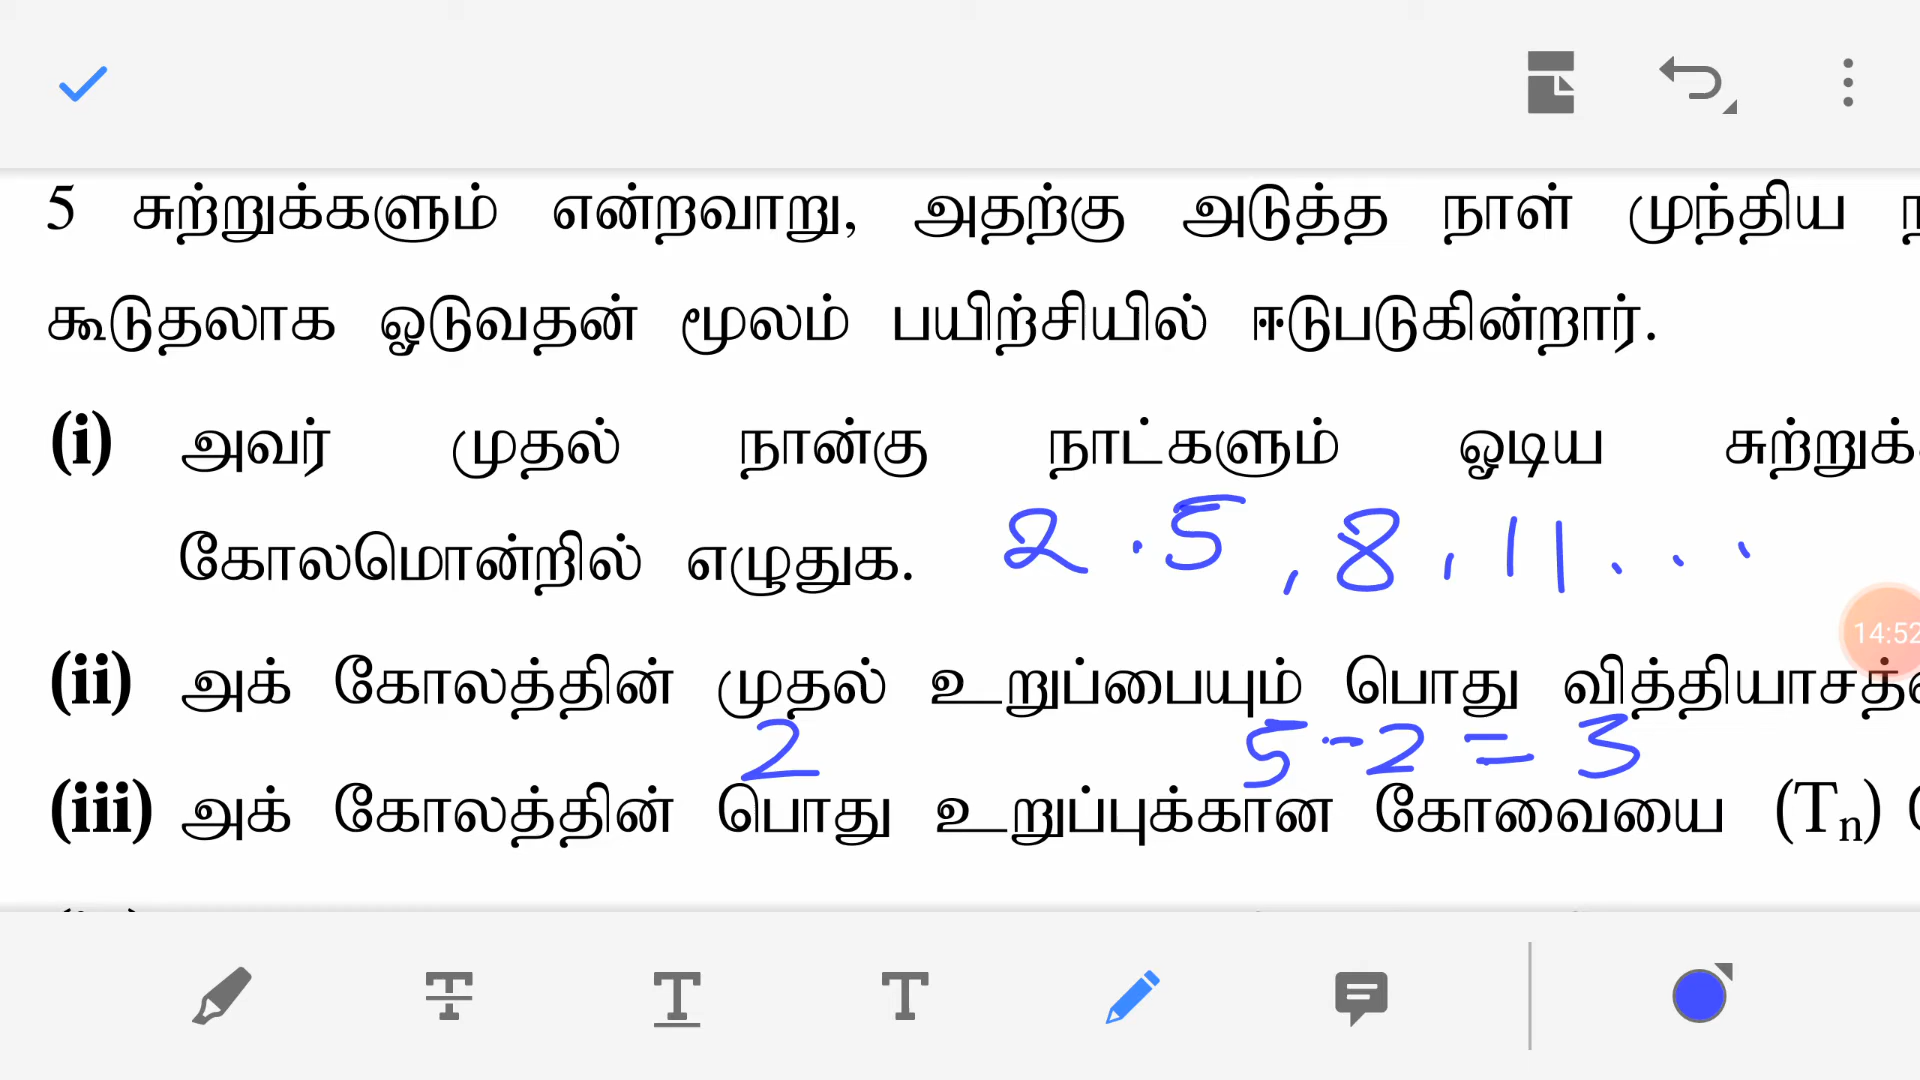 5 சுற்றுக்களும் என்றவாறு, அதற்கு அடுத்த நாள் முந்திய
கூடுதலாக ஓடுவதன் மூலம் பயிற்சியில் ஈடுபடுகின்றார்.
(i) அவர் முதல் நான்கு நாட்களும் ஓடிய
கோலமொன்றில் எழுதுக. 2 . 5 , 8 , 11 . . .
14:52
(ii) அக் கோலத்தின் முதல் உறுப்பையும் பொது
2 5 - 2 = 3
(iii) அக் கோலத்தின் பொது உறுப்புக்கான கோவையை (Tn)